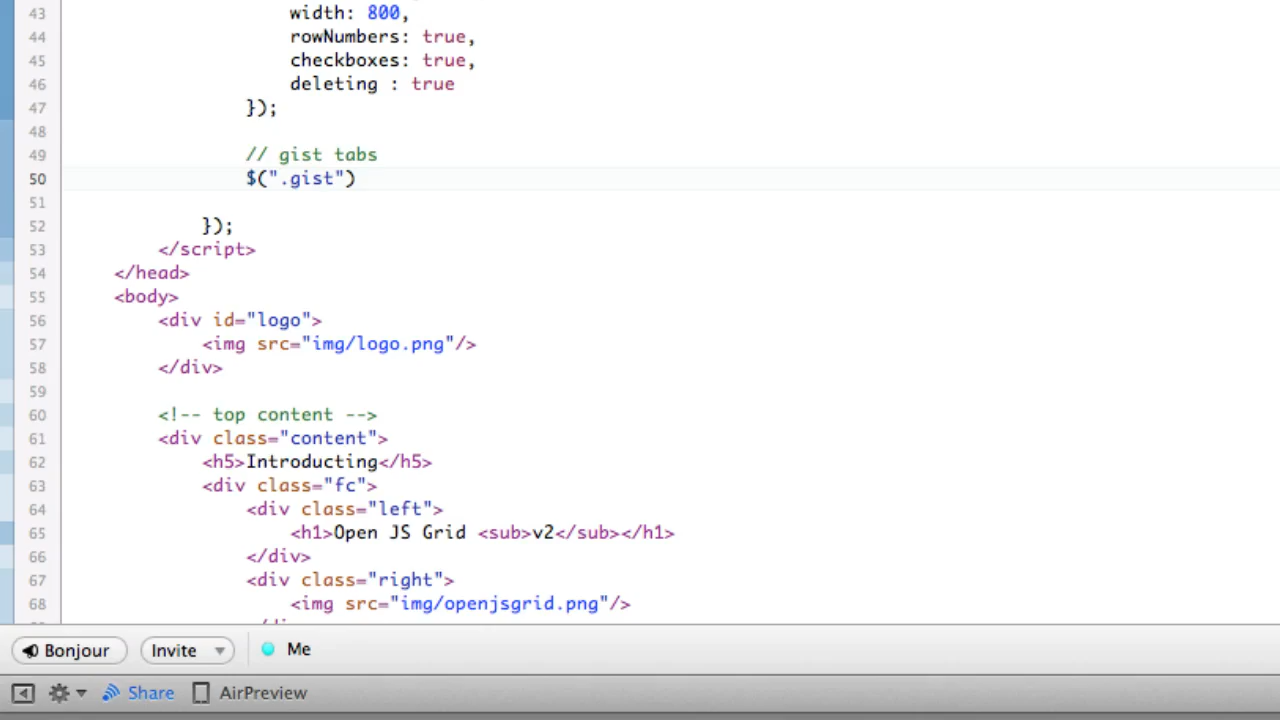 43 width: 800,
44 rowNumbers: true,
45 checkboxes: true,
46 deleting : true
47 });
48
49 // gist tabs
50 $(".gist")
51
52 });
53 </script>
54 </head>
55 <body>
56 <div id="logo">
57 <img src="img/logo.png"/>
58 </div>
59
60 <!-- top content -->
61 <div class="content">
62 <h5>Introducting</h5>
63 <div class="fc">
64 <div class="left">
65 <h1>Open JS Grid <sub>v2</sub></h1>
66 </div>
67 <div class="right">
68 <img src="img/openjsgrid.png"/>
Bonjour Invite Me
Share AirPreview